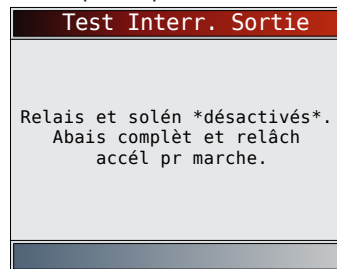 Test Interr. Sortie
Relais et solén *désactivés*.
Abais complèt et relâch
accél pr marche.